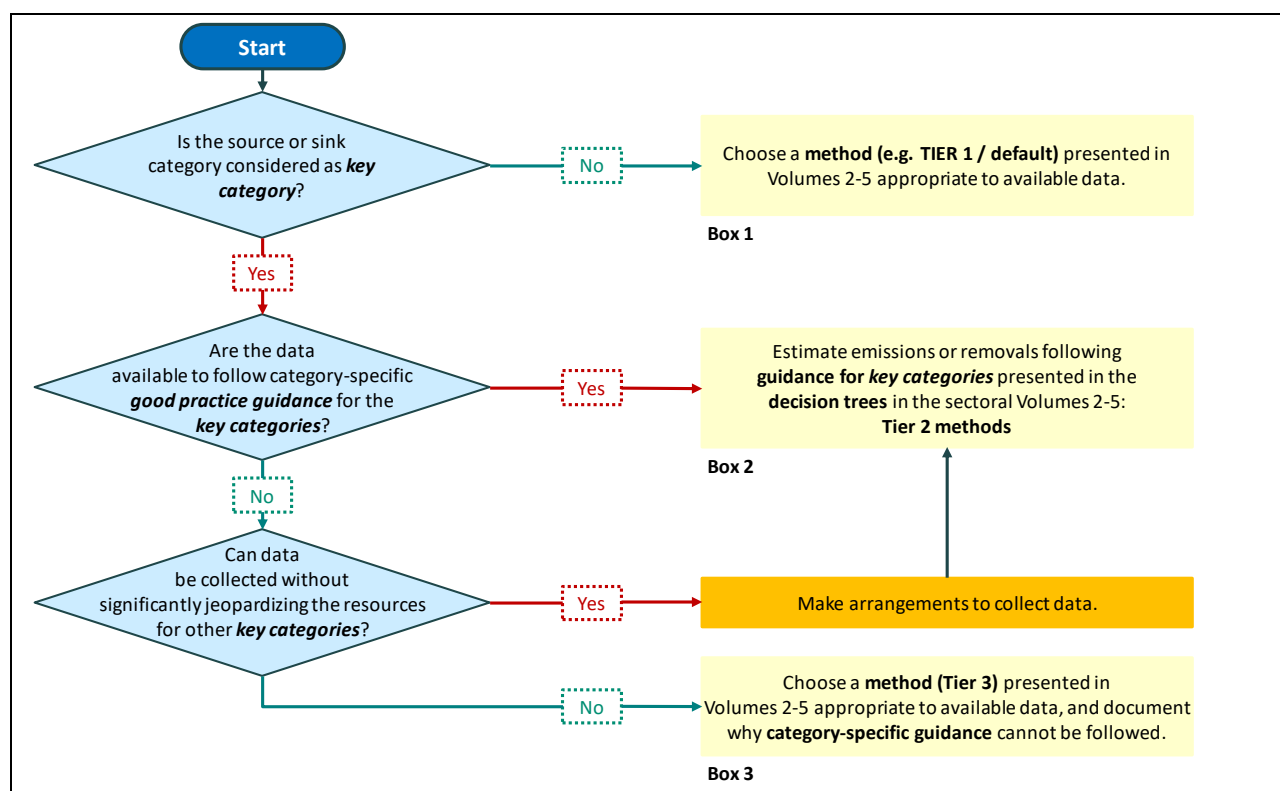 Start
Is the source or sink
category considered as key
category?
No
Choose a method (e.g. TIER 1 / default) presented in
Volumes 2-5 appropriate to available data.
Box 1
Yes
Are the data
available to follow category-specific
good practice guidance for the
key categories?
Yes
Estimate emissions or removals following
guidance for key categories presented in the
decision trees in the sectoral Volumes 2-5:
Tier 2 methods
Box 2
No
Can data
be collected without
significantly jeopardizing the resources
for other key categories?
Yes
Make arrangements to collect data.
No
Choose a method (Tier 3) presented in
Volumes 2-5 appropriate to available data, and document
why category-specific guidance cannot be followed.
Box 3